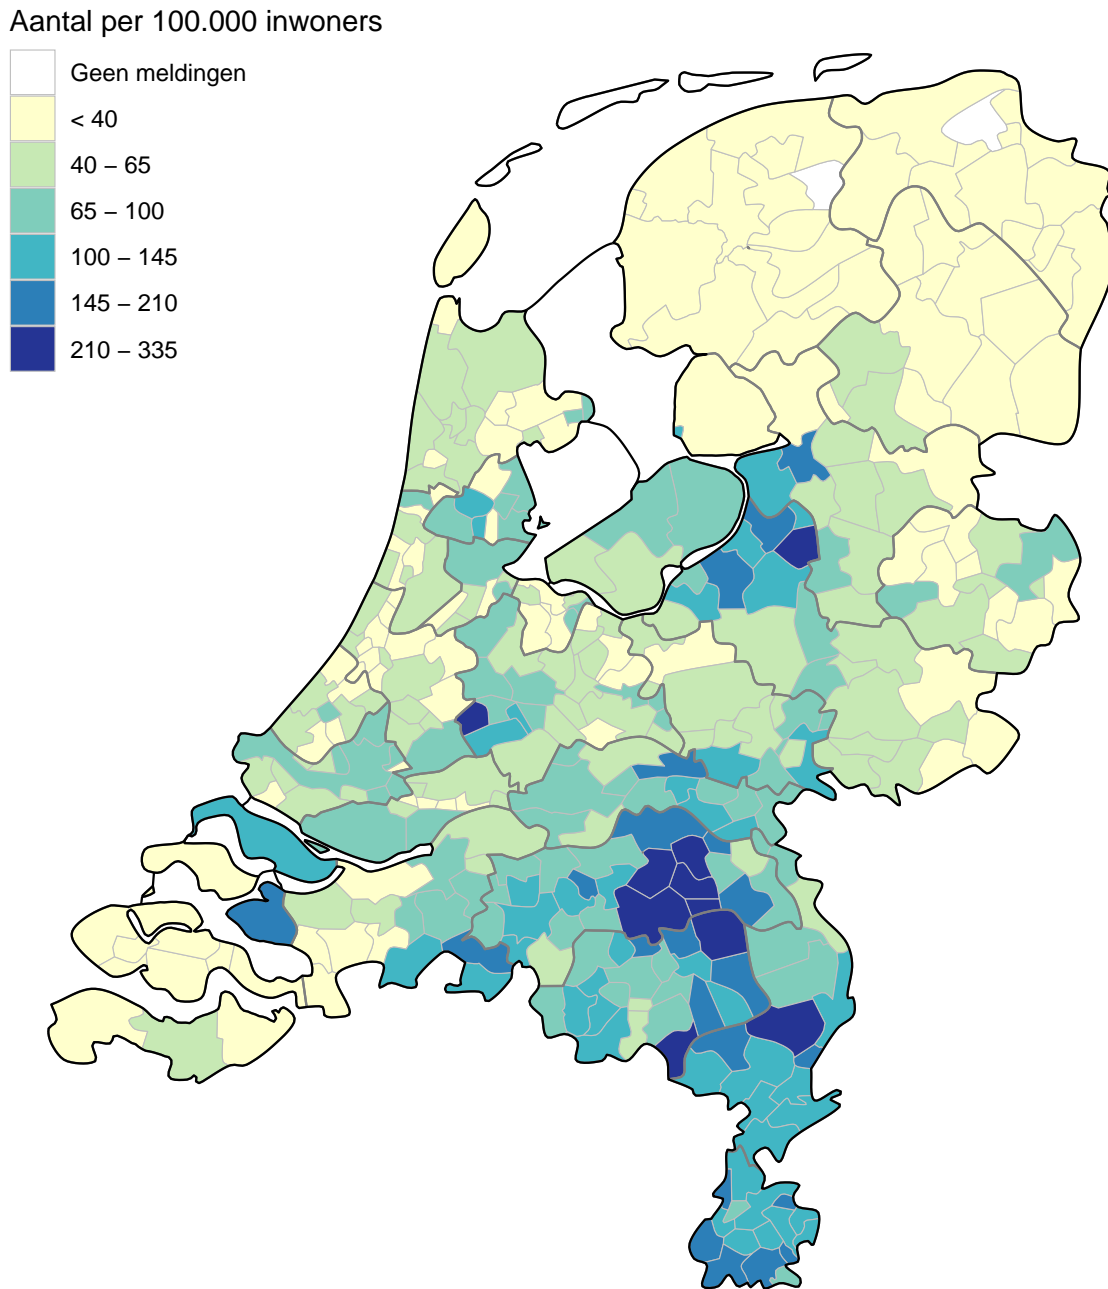 Aantal per 100.000 inwoners
Geen meldingen
< 40
40 – 65
65 – 100
100 – 145
145 – 210
210 – 335